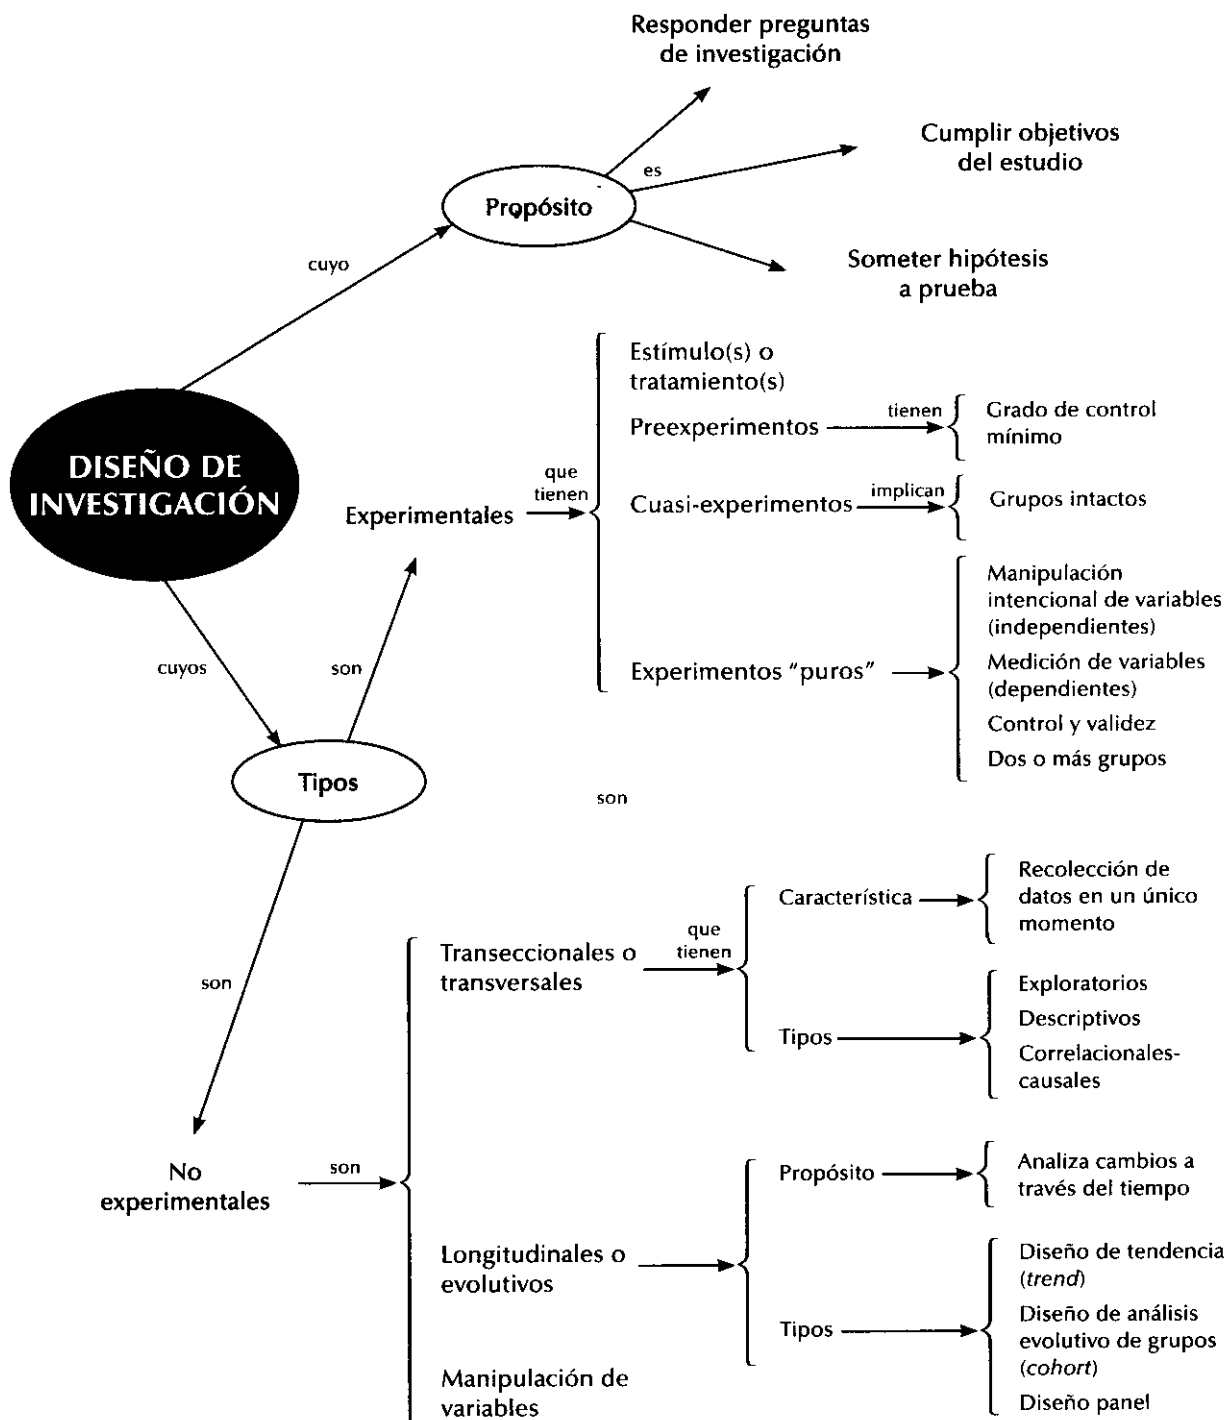 Responder preguntas
de investigación
Cumplir objetivos
del estudio
es
Propósito
Someter hipótesis
a prueba
cuyo
DISEÑO DE
INVESTIGACIÓN
Experimentales
que
tienen
Estímulo(s) o
tratamiento(s)
Preexperimentos
tienen
Grado de control
mínimo
Cuasi-experimentos
implican
Grupos intactos
Experimentos "puros"
Manipulación
intencional de variables
(independientes)
Medición de variables
(dependientes)
Control y validez
Dos o más grupos
cuyos
son
Tipos
son
son
No
experimentales
son
Transeccionales o
transversales
que
tienen
Característica
Recolección de
datos en un único
momento
Tipos
Exploratorios
Descriptivos
Correlacionales-
causales
Longitudinales o
evolutivos
Propósito
Analiza cambios a
través del tiempo
Tipos
Diseño de tendencia
(trend)
Diseño de análisis
evolutivo de grupos
(cohort)
Diseño panel
Manipulación de
variables